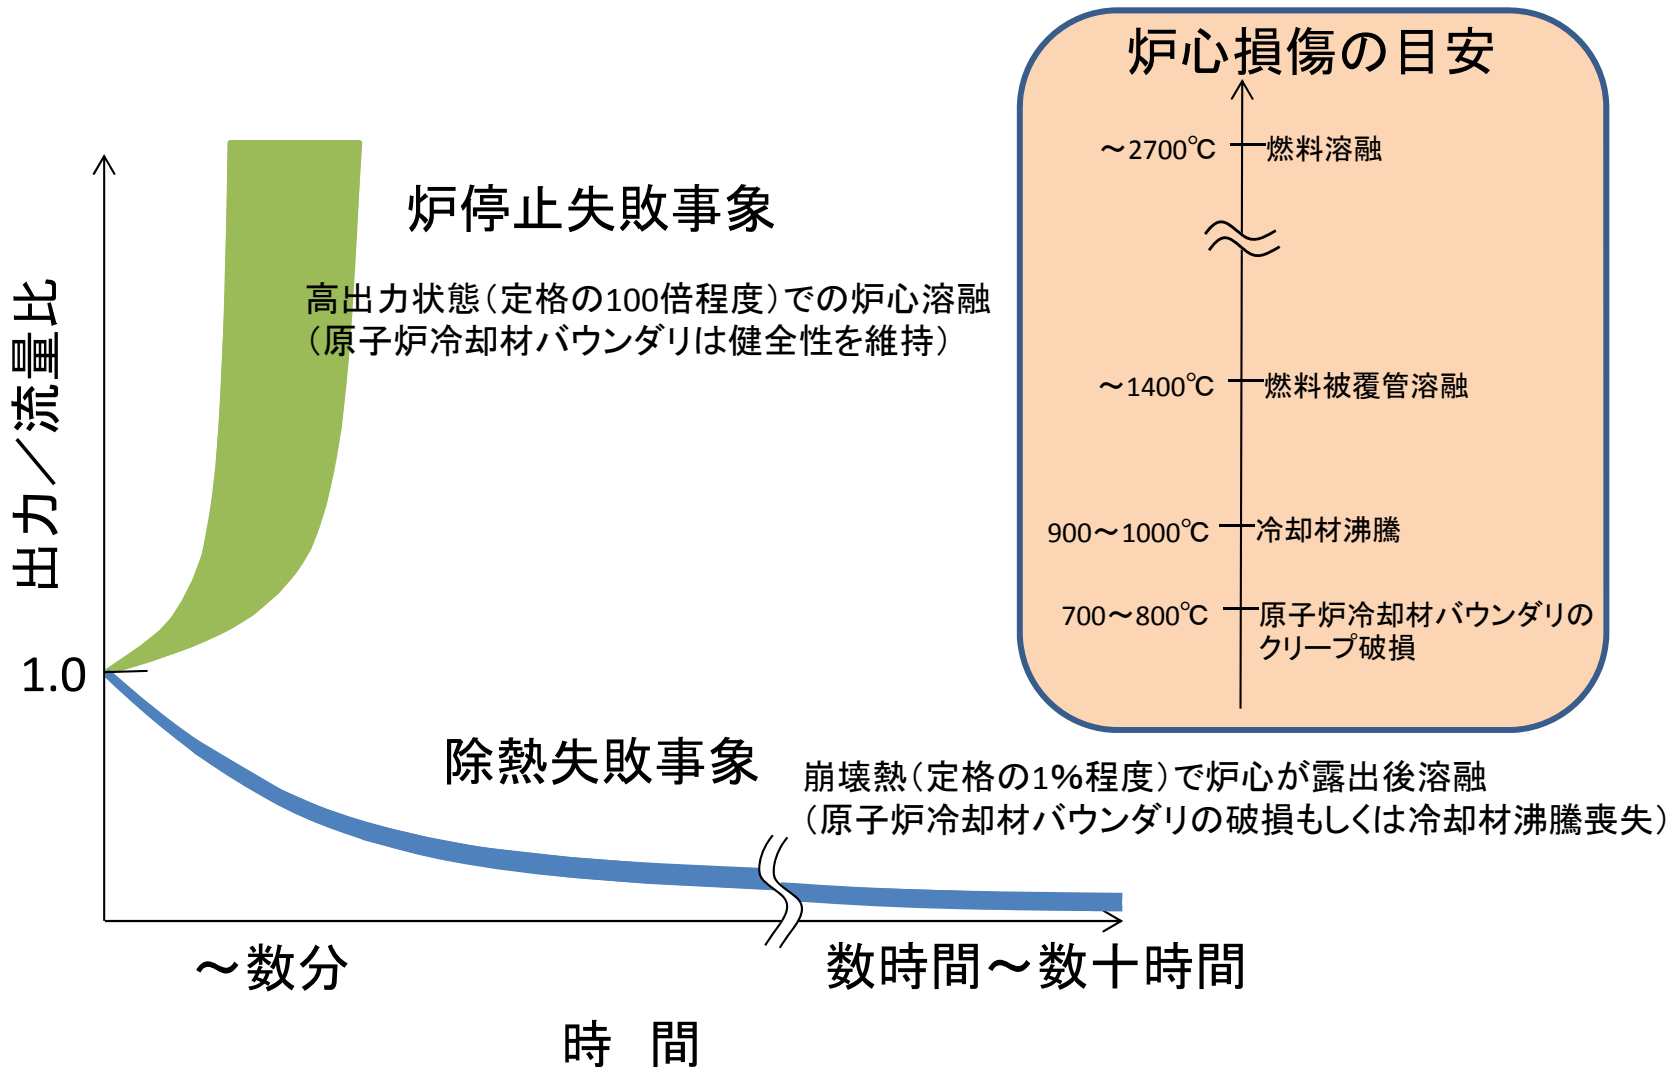 炉心損傷の目安
～2700℃ 燃料溶融
～1400℃ 燃料被覆管溶融
900～1000℃ 冷却材沸騰
700～800℃ 原子炉冷却材バウンダリの
クリープ破損
出力／流量比
1.0
炉停止失敗事象
高出力状態（定格の100倍程度）での炉心溶融
（原子炉冷却材バウンダリは健全性を維持）
除熱失敗事象
崩壊熱（定格の1%程度）で炉心が露出後溶融
（原子炉冷却材バウンダリの破損もしくは冷却材沸騰喪失）
～数分
数時間～数十時間
時　間